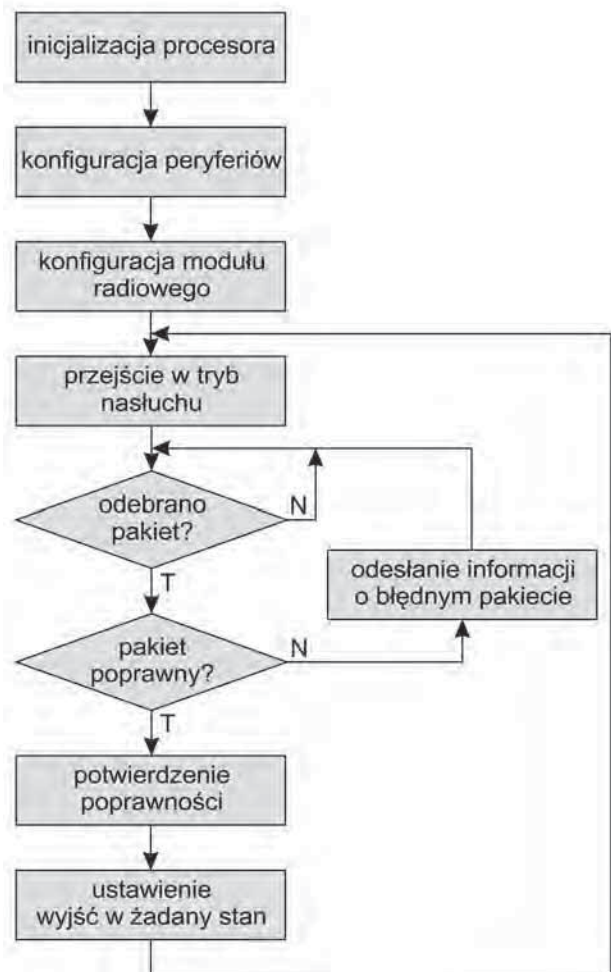 inicjalizacja procesora
konfiguracja peryferiów
konfiguracja modułu
radiowego
przejście w tryb
nasłuchu
odebrano
pakiet?
N
T
odesłanie informacji
o błędnym pakiecie
pakiet
poprawny?
N
T
potwierdzenie
poprawności
ustawienie
wyjść w żadany stan